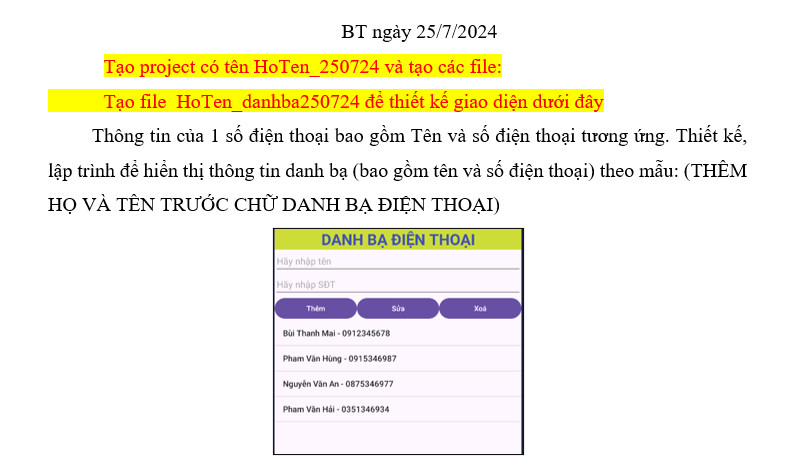 BT ngày 25/7/2024
Tạo project có tên HoTen_250724 và tạo các file:
Tạo file HoTen_danhba250724 để thiết kế giao diện dưới đây
Thông tin của 1 số điện thoại bao gồm Tên và số điện thoại tương ứng. Thiết kế,
lập trình để hiển thị thông tin danh bạ (bao gồm tên và số điện thoại) theo mẫu: (THÊM
HỌ VÀ TÊN TRƯỚC CHỮ DANH BẠ ĐIỆN THOẠI)
DANH BẠ ĐIỆN THOẠI
Hãy nhập tên
Hãy nhập SĐT
Thêm Sửa Xoá
Bùi Thanh Mai - 0912345678
Pham Văn Hùng - 0915346987
Nguyễn Văn An - 0875346977
Pham Văn Hải - 0351346934